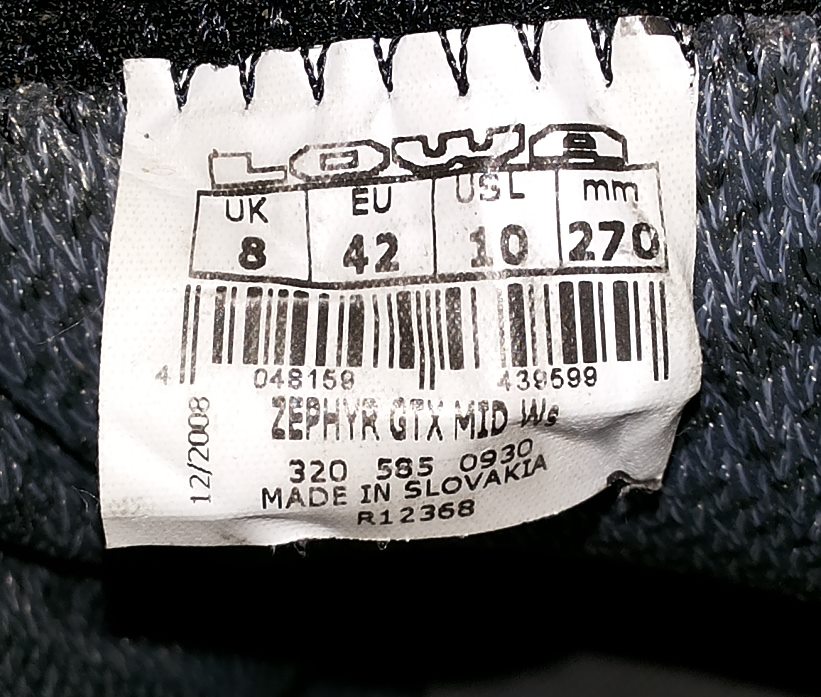 LOWA
UK EU USL mm
8 42 10 270
4 048159 439599
12/2008
ZEPHYR GTX MID Ws
320 585 0930
MADE IN SLOVAKIA
R12368